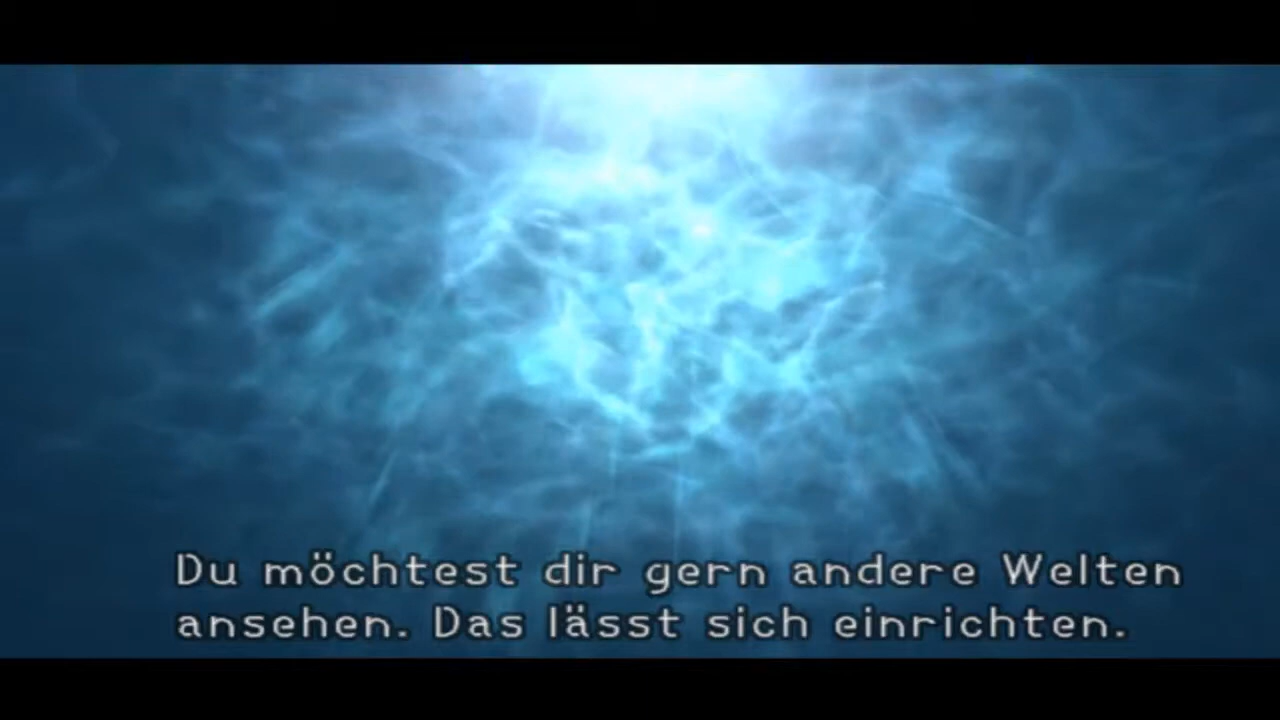 Du möchtest dir gern andere Welten
ansehen. Das lässt sich einrichten.